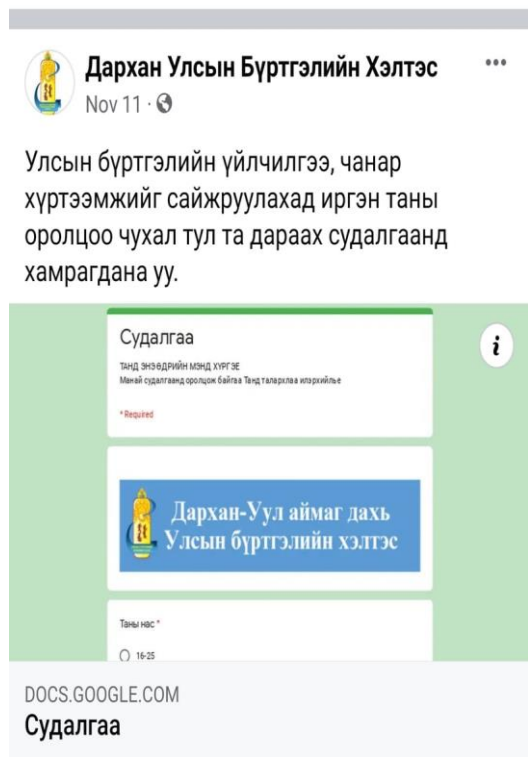 Дархан Улсын Бүртгэлийн Хэлтэс
Nov 11
Улсын бүртгэлийн үйлчилгээ, чанар
хүртээмжийг сайжруулахад иргэн таны
оролцоо чухал тул та дараах судалгаанд
хамрагдана уу.
Судалгаа
ТАНД ЭНЭӨДРИЙН МЭНД ХҮРГЭЕ
Манай судалгаанд оролцож байгаа Танд талархлаа илэрхийлье
* Required
Дархан-Уул аймаг дахь
Улсын бүртгэлийн хэлтэс
Таны нас *
16-25
DOCS.GOOGLE.COM
Судалгаа